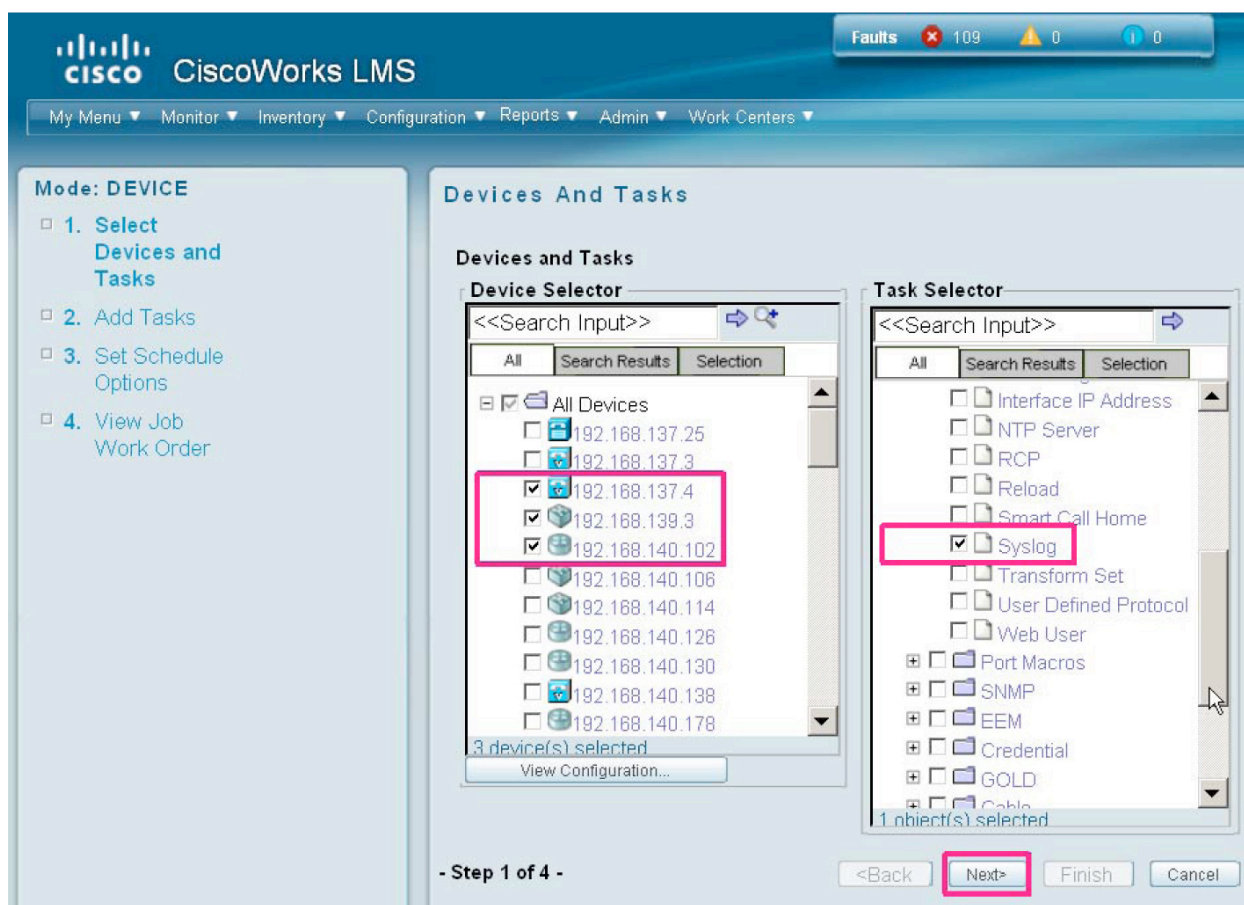 Faults 109 0 0
CISCO CiscoWorks LMS
My Menu Monitor Inventory Configuration Reports Admin Work Centers
Mode: DEVICE
1. Select
Devices and
Tasks
2. Add Tasks
3. Set Schedule
Options
4. View Job
Work Order
Devices And Tasks
Devices and Tasks
Device Selector
<<Search Input>>
All Search Results Selection
All Devices
192.168.137.25
192.168.137.3
192.168.137.4
192.168.139.3
192.168.140.102
192.168.140.106
192.168.140.114
192.168.140.126
192.168.140.130
192.168.140.138
192.168.140.178
3 device(s) selected
View Configuration...
Task Selector
<<Search Input>>
All Search Results Selection
Interface IP Address
NTP Server
RCP
Reload
Smart Call Home
Syslog
Transform Set
User Defined Protocol
Web User
Port Macros
SNMP
EEM
Credential
GOLD
Cable
1 object(s) selected
- Step 1 of 4 -
<Back Next> Finish Cancel